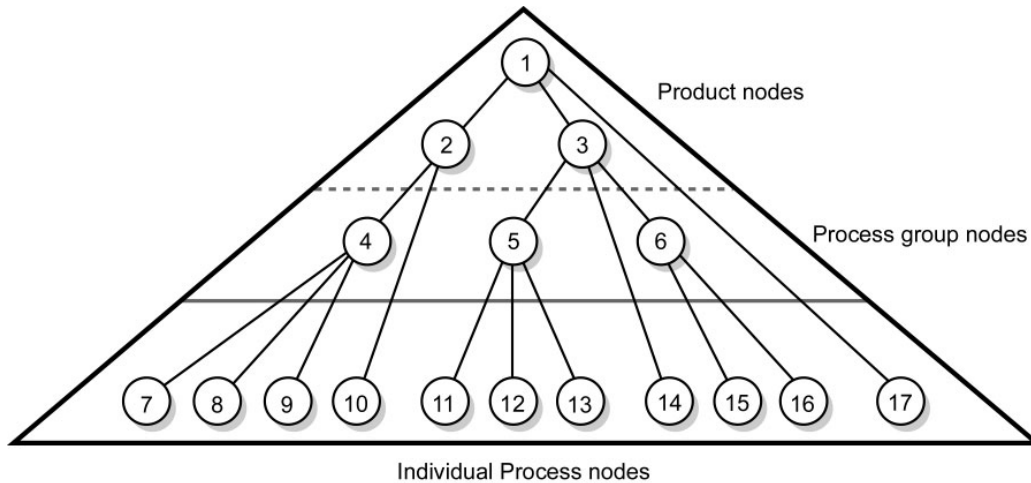 1
Product nodes
2 3
Process group nodes
4 5 6
7 8 9 10 11 12 13 14 15 16 17
Individual Process nodes